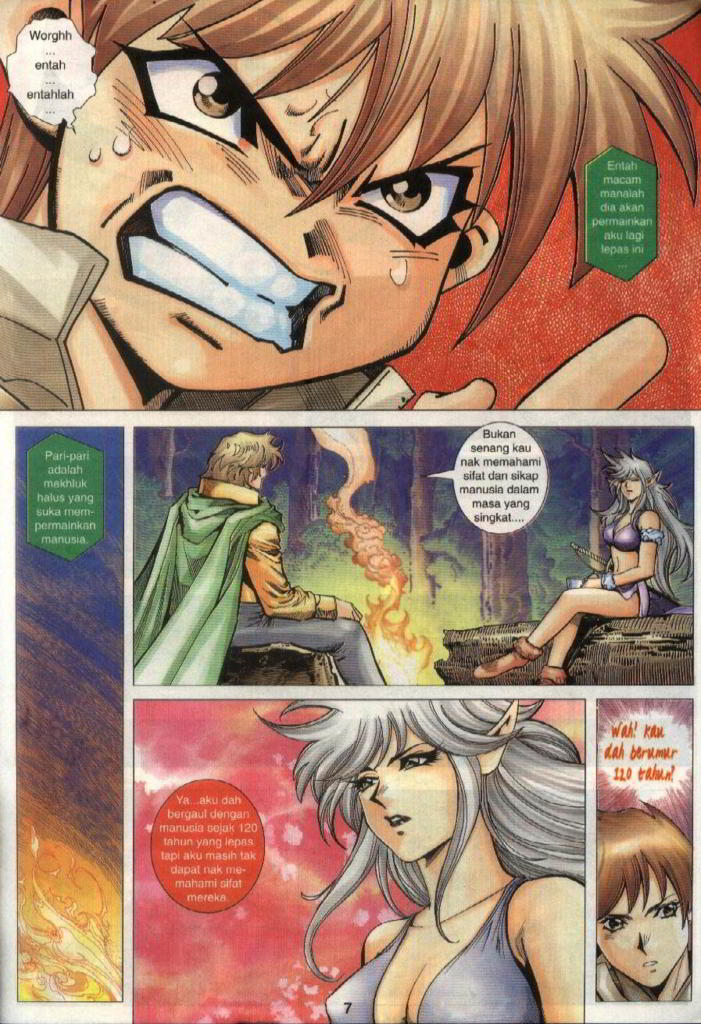 Worghh
...
entah
...
entahlah
...
Entah
macam
manalah
dia akan
permainkan
aku lagi
lepas ini
...
Pari-pari
adalah
makhluk
halus yang
suka mem-
permainkan
manusia.
Bukan
senang kau
nak memahami
sifat dan sikap
manusia dalam
masa yang
singkat....
Ya...aku dah
bergaul dengan
manusia sejak 120
tahun yang lepas
tapi aku masih tak
dapat nak me-
mahami sifat
mereka.
Wah! kau
dah berumur
120 tahun?
7